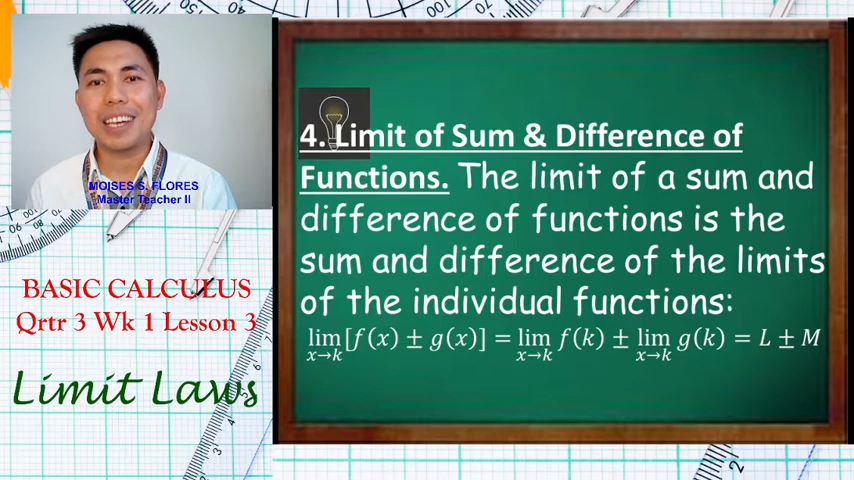 MOISES S. FLORES
Master Teacher II
BASIC CALCULUS
Qrtr 3 Wk 1 Lesson 3
Limit Laws
4. Limit of Sum & Difference of
Functions. The limit of a sum and
difference of functions is the
sum and difference of the limits
of the individual functions:
lim x→k [f(x) ± g(x)] = lim x→k f(k) ± lim x→k g(k) = L ± M